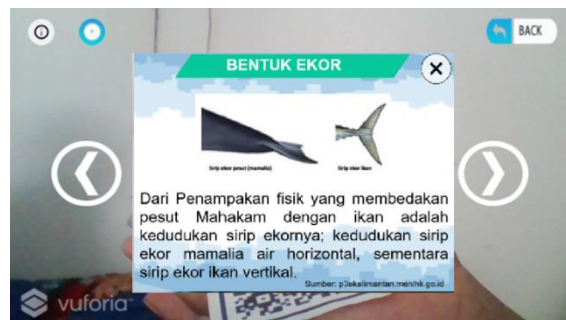 BACK
BENTUK EKOR
Sirip ekor pesut (mamalia)
Sirip ekor ikan
Dari Penampakan fisik yang membedakan
pesut Mahakam dengan ikan adalah
kedudukan sirip ekornya; kedudukan sirip
ekor mamalia air horizontal, sementara
sirip ekor ikan vertikal.
Sumber: p3ekalimantan.menlhk.go.id
vuforia